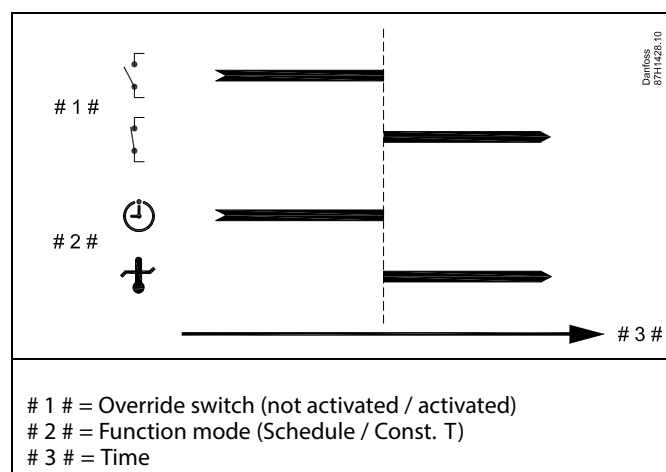 Danfoss
87H1428.10
# 1 #
# 2 #
# 3 #
# 1 # = Override switch (not activated / activated)
# 2 # = Function mode (Schedule / Const. T)
# 3 # = Time